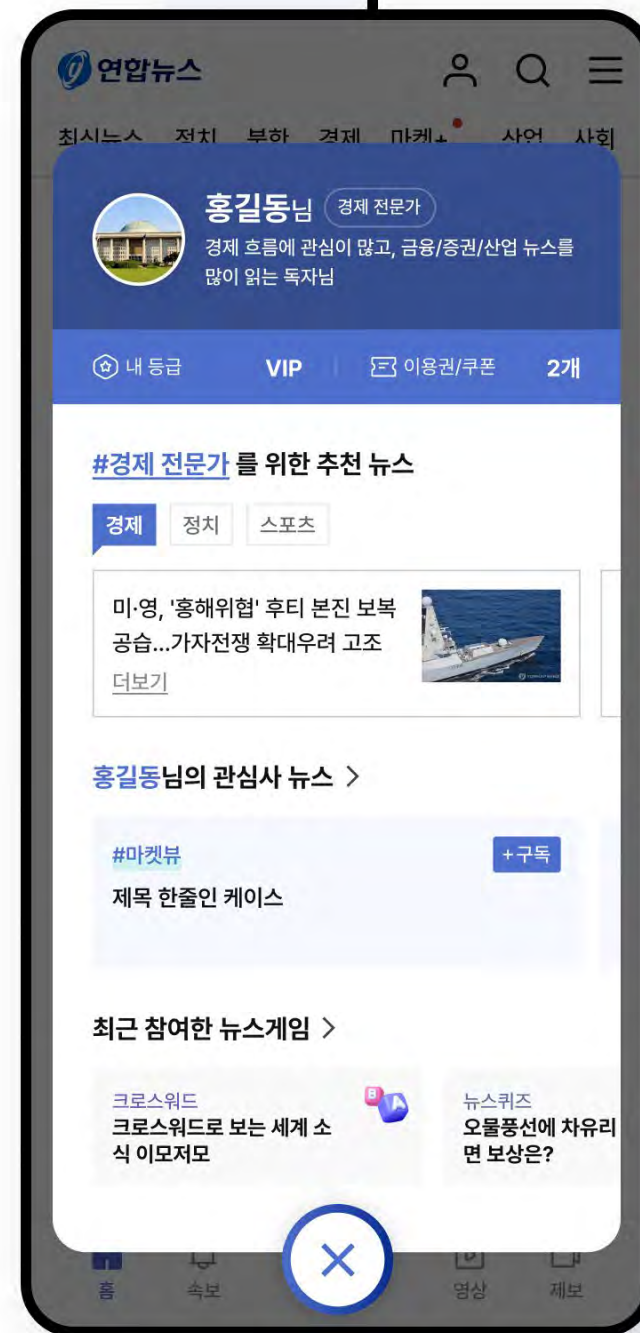 연합뉴스
최신뉴스 정치 북한 경제 마켓+ 산업 사회
홍길동님 경제 전문가
경제 흐름에 관심이 많고, 금융/증권/산업 뉴스를
많이 읽는 독자님
내 등급 VIP 이용권/쿠폰 2개
#경제 전문가 를 위한 추천 뉴스
경제 정치 스포츠
미·영, '홍해위협' 후티 본진 보복
공습...가자전쟁 확대우려 고조
더보기
홍길동님의 관심사 뉴스 >
#마켓뷰 +구독
제목 한줄인 케이스
최근 참여한 뉴스게임 >
크로스워드
크로스워드로 보는 세계 소
식 이모저모
B A
뉴스퀴즈
오물풍선에 차유리
면 보상은?
홈 속보 영상 제보